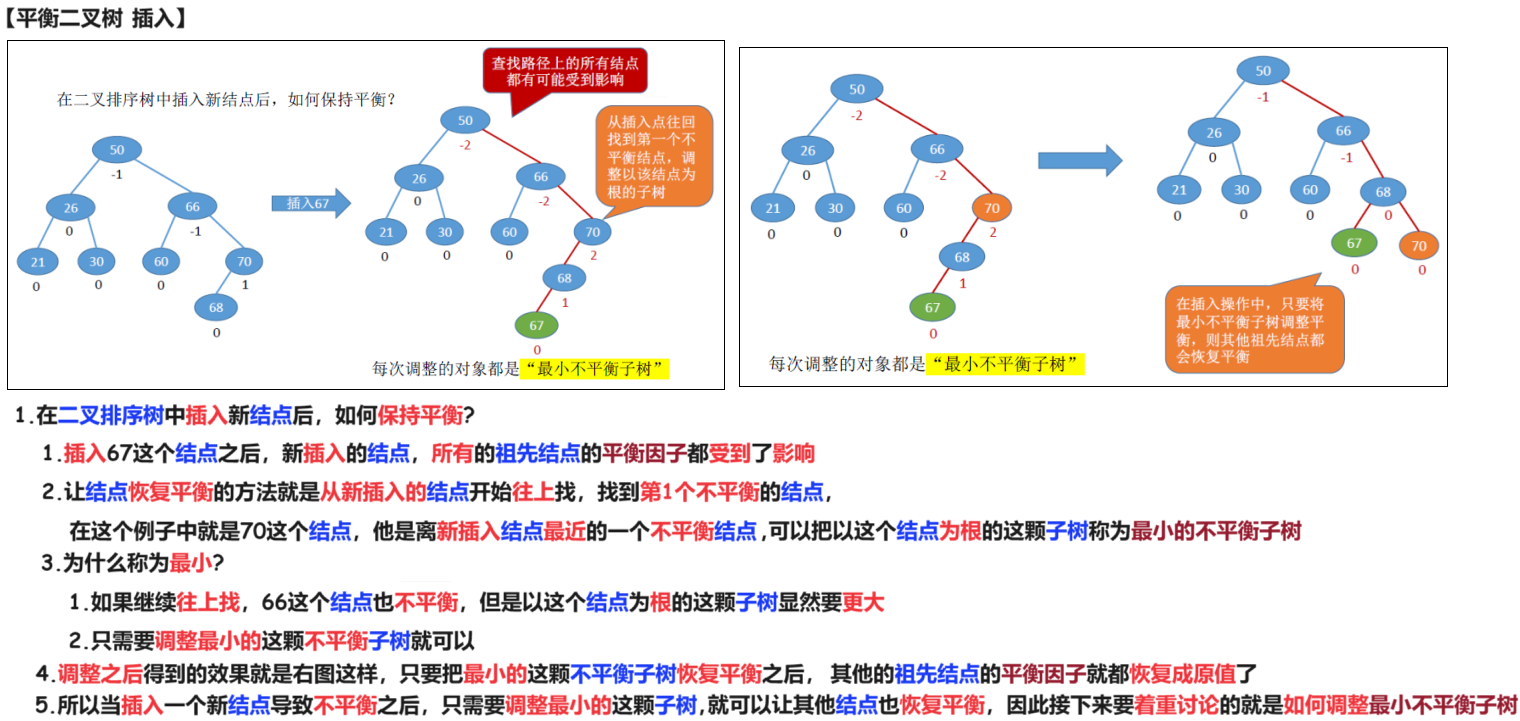 【平衡二叉树 插入】
在二叉排序树中插入新结点后，如何保持平衡？
50
-1
26
0
66
-1
21
0
30
0
60
0
70
1
68
0
插入67
查找路径上的所有结点
都有可能受到影响
50
-2
26
0
66
-2
21
0
30
0
60
0
70
2
68
1
67
0
从插入点往回
找到第一个不
平衡结点，调
整以该结点为
根的子树
每次调整的对象都是“最小不平衡子树”
50
-2
26
0
66
-2
21
0
30
0
60
0
70
2
68
1
67
0
每次调整的对象都是“最小不平衡子树”
50
-1
26
0
66
-1
21
0
30
0
60
0
68
0
67
0
70
0
在插入操作中，只要将
最小不平衡子树调整平
衡，则其他祖先结点都
会恢复平衡
1.在二叉排序树中插入新结点后，如何保持平衡?
1.插入67这个结点之后，新插入的结点，所有的祖先结点的平衡因子都受到了影响
2.让结点恢复平衡的方法就是从新插入的结点开始往上找，找到第1个不平衡的结点，
在这个例子中就是70这个结点，他是离新插入结点最近的一个不平衡结点,可以把以这个结点为根的这颗子树称为最小的不平衡子树
3.为什么称为最小?
1.如果继续往上找，66这个结点也不平衡，但是以这个结点为根的这颗子树显然要更大
2.只需要调整最小的这颗不平衡子树就可以
4.调整之后得到的效果就是右图这样，只要把最小的这颗不平衡子树恢复平衡之后， 其他的祖先结点的平衡因子就都恢复成原值了
5.所以当插入一个新结点导致不平衡之后，只需要调整最小的这颗子树,就可以让其他结点也恢复平衡，因此接下来要着重讨论的就是如何调整最小不平衡子树